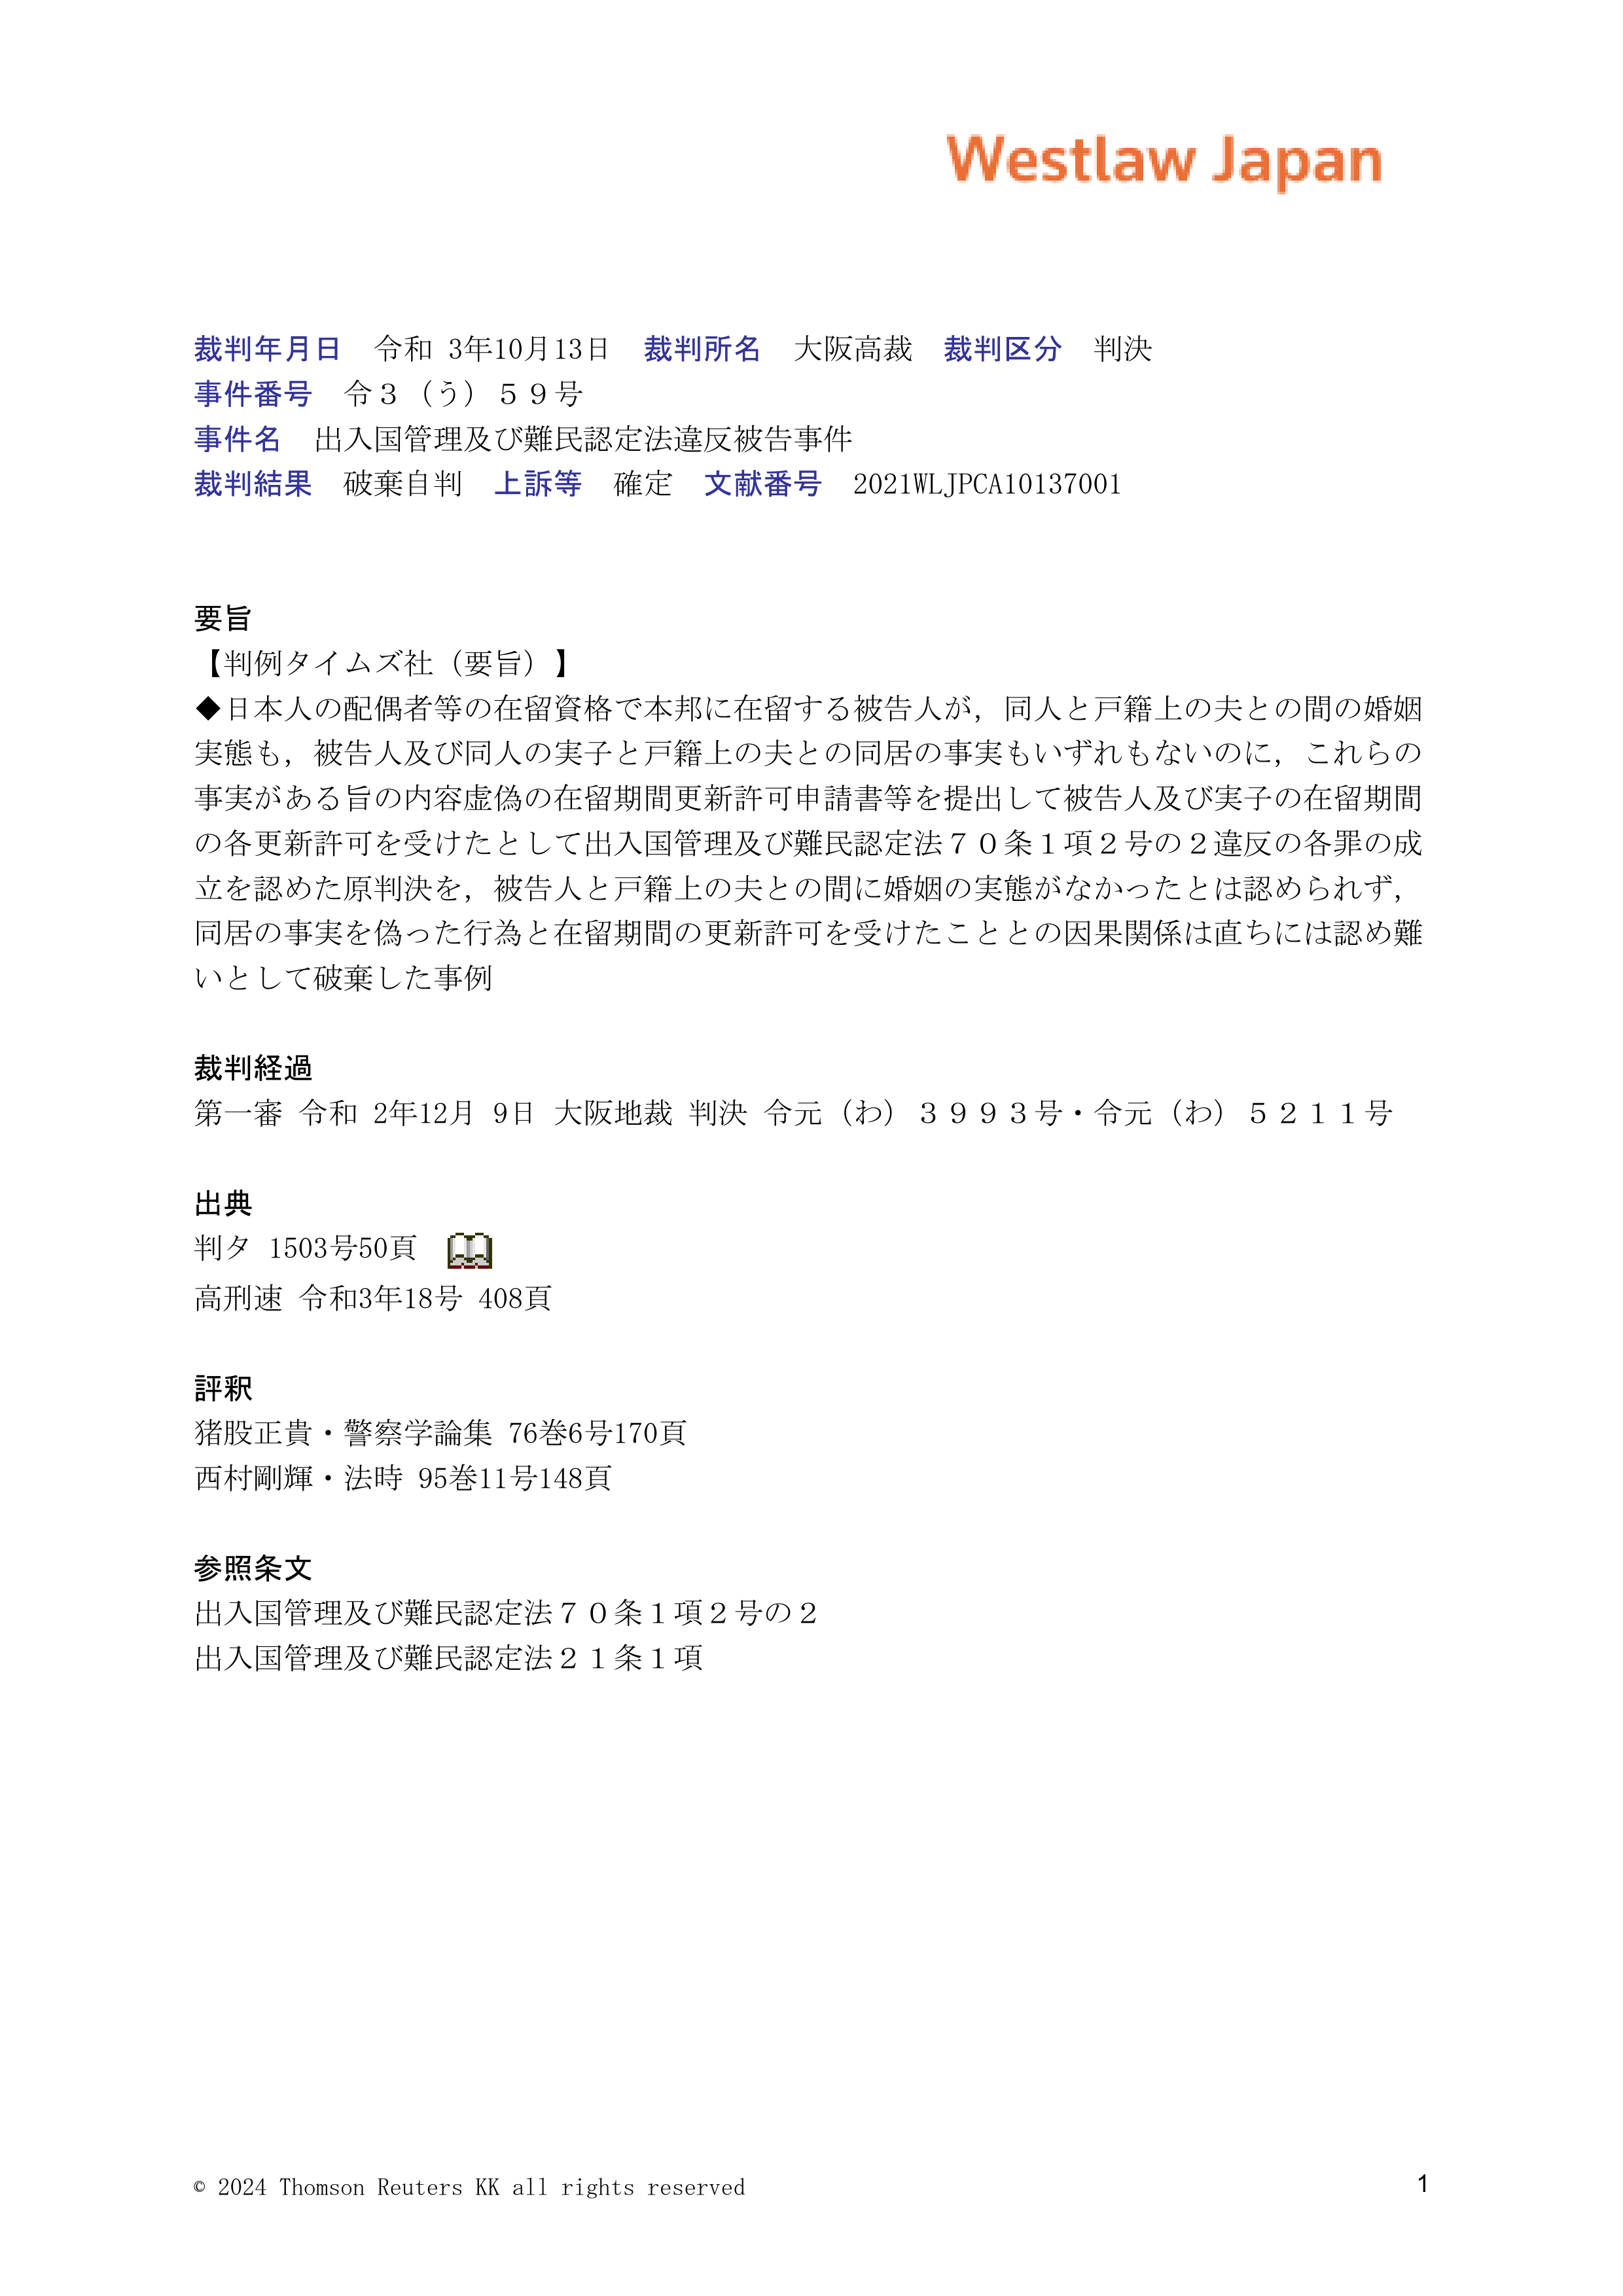 Westlaw Japan
裁判年月日　令和 3年10月13日　裁判所名　大阪高裁　裁判区分　判決
事件番号　令３（う）５９号
事件名　出入国管理及び難民認定法違反被告事件
裁判結果　破棄自判　上訴等　確定　文献番号　2021WLJPCA10137001
要旨
【判例タイムズ社（要旨）】
◆日本人の配偶者等の在留資格で本邦に在留する被告人が，同人と戸籍上の夫との間の婚姻
実態も，被告人及び同人の実子と戸籍上の夫との同居の事実もいずれもないのに，これらの
事実がある旨の内容虚偽の在留期間更新許可申請書等を提出して被告人及び実子の在留期間
の各更新許可を受けたとして出入国管理及び難民認定法７０条１項２号の２違反の各罪の成
立を認めた原判決を，被告人と戸籍上の夫との間に婚姻の実態がなかったとは認められず，
同居の事実を偽った行為と在留期間の更新許可を受けたこととの因果関係は直ちには認め難
いとして破棄した事例
裁判経過
第一審 令和 2年12月 9日 大阪地裁 判決 令元（わ）３９９３号・令元（わ）５２１１号
出典
判タ 1503号50頁
高刑速 令和3年18号 408頁
評釈
猪股正貴・警察学論集 76巻6号170頁
西村剛輝・法時 95巻11号148頁
参照条文
出入国管理及び難民認定法７０条１項２号の２
出入国管理及び難民認定法２１条１項
© 2024 Thomson Reuters KK all rights reserved
1